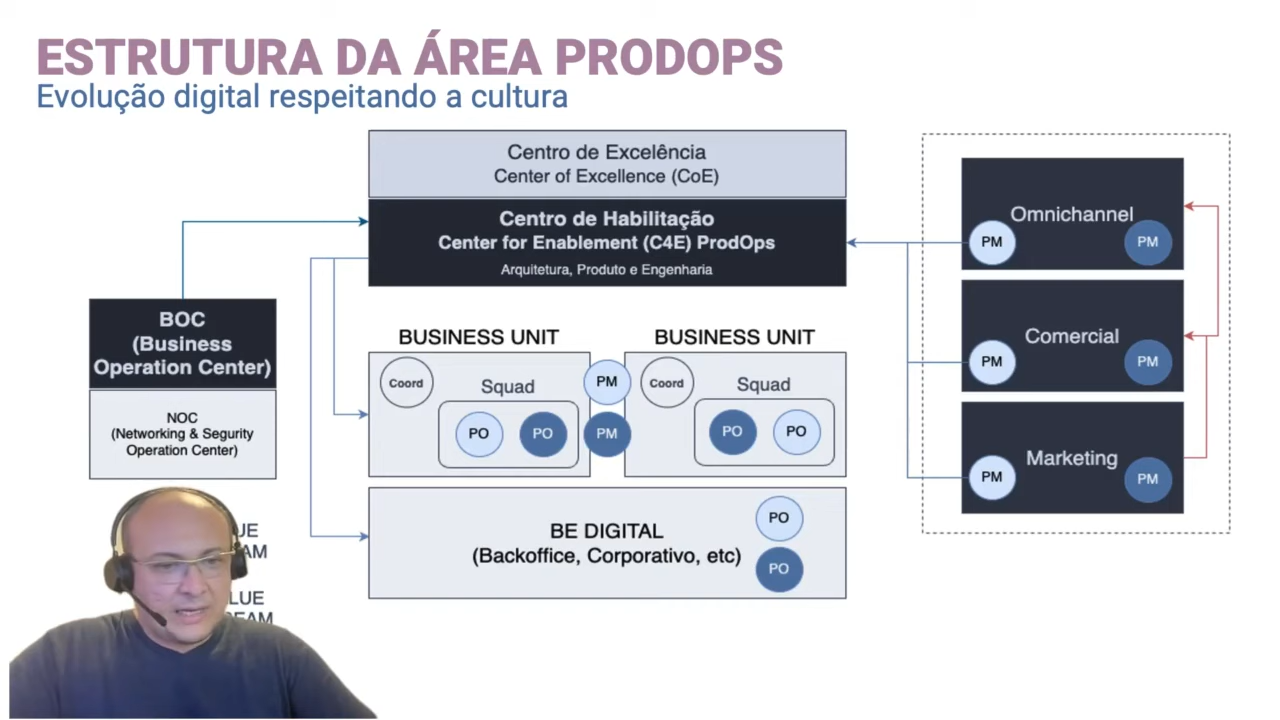 ESTRUTURA DA ÁREA PRODOPS
Evolução digital respeitando a cultura
Centro de Excelência
Center of Excellence (CoE)
Centro de Habilitação
Center for Enablement (C4E) ProdOps
Arquitetura, Produto e Engenharia
BOC
(Business
Operation Center)
NOC
(Networking & Segurity
Operation Center)
BUSINESS UNIT
Coord
Squad
PO
PO
PM
PM
BUSINESS UNIT
Coord
Squad
PO
PO
BE DIGITAL
(Backoffice, Corporativo, etc)
PO
PO
Omnichannel
PM
PM
Comercial
PM
PM
Marketing
PM
PM